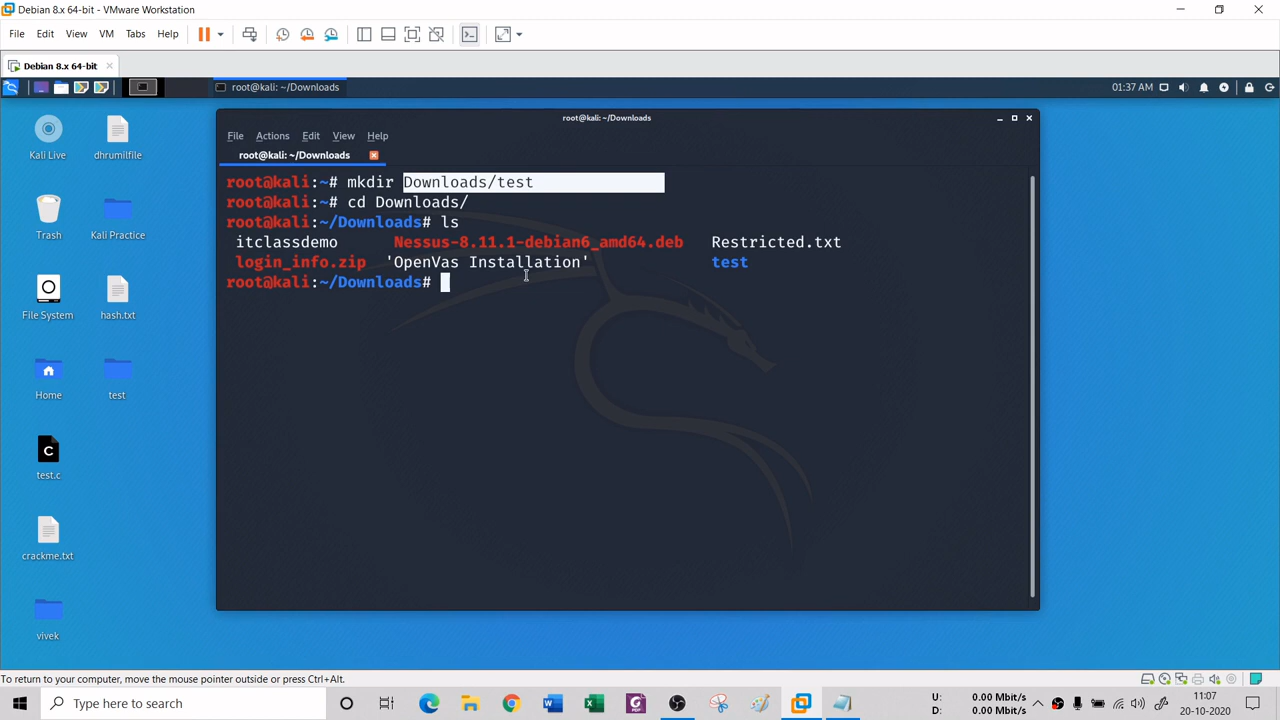 Debian 8.x 64-bit - VMware Workstation
File Edit View VM Tabs Help
Debian 8.x 64-bit
root@kali: ~/Downloads
01:37 AM
root@kali: ~/Downloads
File Actions Edit View Help
root@kali: ~/Downloads
root@kali:~# mkdir Downloads/test
root@kali:~# cd Downloads/
root@kali:~/Downloads# ls
itclassdemo Nessus-8.11.1-debian6_amd64.deb Restricted.txt
login_info.zip 'OpenVas Installation' test
root@kali:~/Downloads#
Kali Live
dhrumilfile
Trash
Kali Practice
File System
hash.txt
Home
test
C
test.c
crackme.txt
vivek
To return to your computer, move the mouse pointer outside or press Ctrl+Alt.
Type here to search
U: 0.00 Mbit/s
D: 0.00 Mbit/s
11:07
20-10-2020